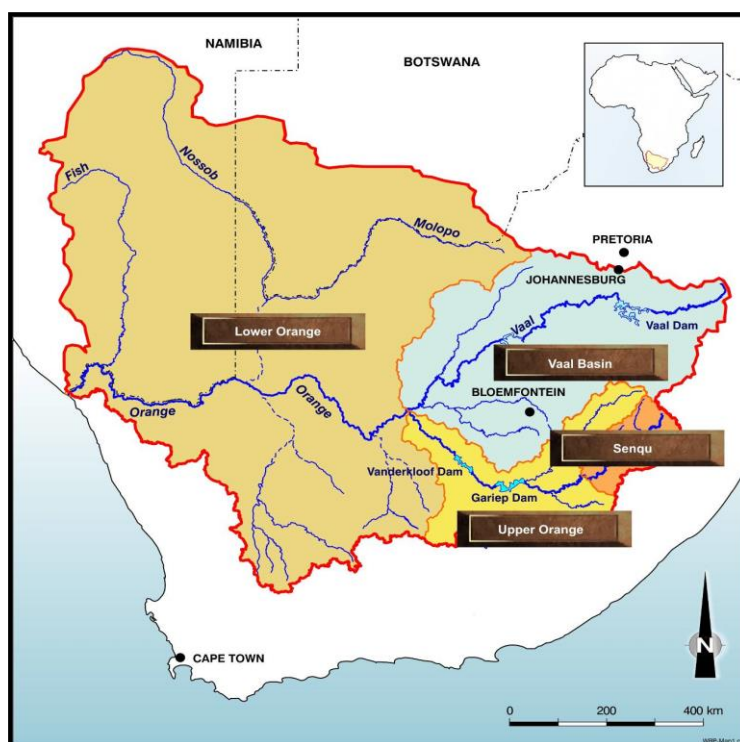 NAMIBIA
BOTSWANA
Nossob
Fish
Molopo
PRETORIA
JOHANNESBURG
Lower Orange
Vaal
Vaal Dam
Vaal Basin
BLOEMFONTEIN
Orange
Orange
Senqu
Vanderkloof Dam
Gariep Dam
Upper Orange
N
CAPE TOWN
0 200 400 km